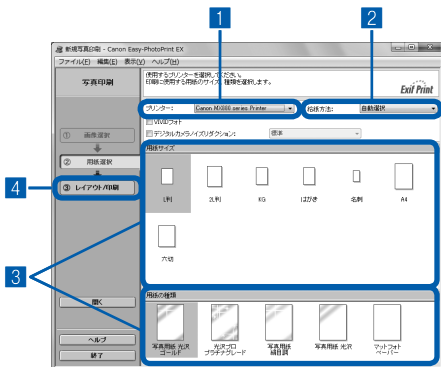 1
2
新規写真印刷 - Canon Easy-PhotoPrint EX
ファイル(F) 編集(E) 表示(V) ヘルプ(H)
写真印刷
使用するプリンターを選択してください。
印刷に使用する用紙のサイズ、種類を選択します。
Exif Print
プリンター: Canon MX880 series Printer
給紙方法: 自動選択
VIVIDフォト
デジタルカメラノイズリダクション: 標準
① 画像選択
② 用紙選択
③ レイアウト/印刷
4
用紙サイズ
L判 2L判 KG はがき 名刺 A4
六切
3
用紙の種類
写真用紙 光沢 ゴールド
光沢プロ プラチナグレード
写真用紙 絹目調
写真用紙 光沢
マットフォト ペーパー
開く
ヘルプ
終了